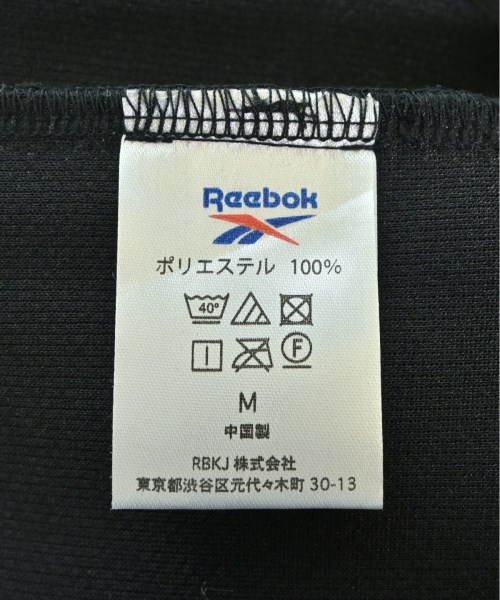 Reebok
ポリエステル 100%
40°
F
M
中国製
RBKJ 株式会社
東京都渋谷区元代々木町 30-13